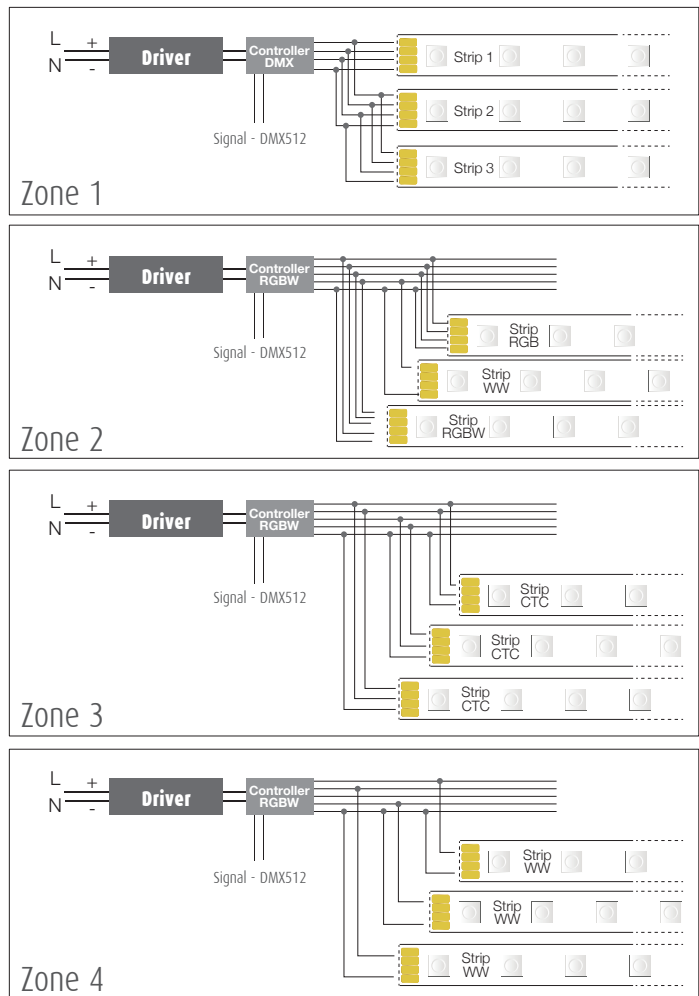 L +
N -
Driver
Controller
DMX
Signal - DMX512
Strip 1
Strip 2
Strip 3
Zone 1
L +
N -
Driver
Controller
RGBW
Signal - DMX512
Strip
RGB
Strip
WW
Strip
RGBW
Zone 2
L +
N -
Driver
Controller
RGBW
Signal - DMX512
Strip
CTC
Strip
CTC
Strip
CTC
Zone 3
L +
N -
Driver
Controller
RGBW
Signal - DMX512
Strip
WW
Strip
WW
Strip
WW
Zone 4